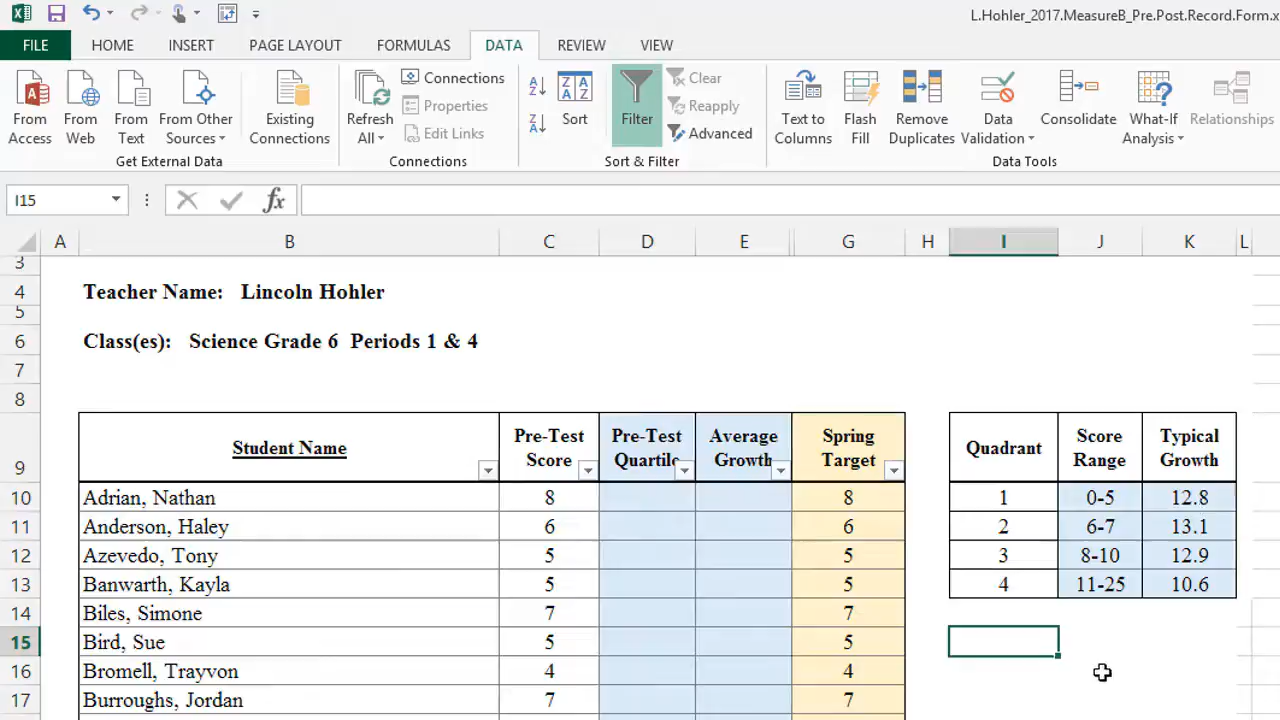 L.Hohler_2017.MeasureB_Pre.Post.Record.Form.x
FILE HOME INSERT PAGE LAYOUT FORMULAS DATA REVIEW VIEW
From Access
From Web
From Text
From Other Sources
Existing Connections
Get External Data
Refresh All
Connections
Properties
Edit Links
Connections
Sort
Filter
Clear
Reapply
Advanced
Sort & Filter
Text to Columns
Flash Fill
Remove Duplicates
Data Validation
Consolidate
What-If Analysis
Relationships
Data Tools
I15 fx
A B C D E G H I J K L
3
4 Teacher Name: Lincoln Hohler
5
6 Class(es): Science Grade 6 Periods 1 & 4
7
8
9 Student Name Pre-Test Score Pre-Test Quartile Average Growth Spring Target Quadrant Score Range Typical Growth
10 Adrian, Nathan 8 8 1 0-5 12.8
11 Anderson, Haley 6 6 2 6-7 13.1
12 Azevedo, Tony 5 5 3 8-10 12.9
13 Banwarth, Kayla 5 5 4 11-25 10.6
14 Biles, Simone 7 7
15 Bird, Sue 5 5
16 Bromell, Trayvon 4 4
17 Burroughs, Jordan 7 7